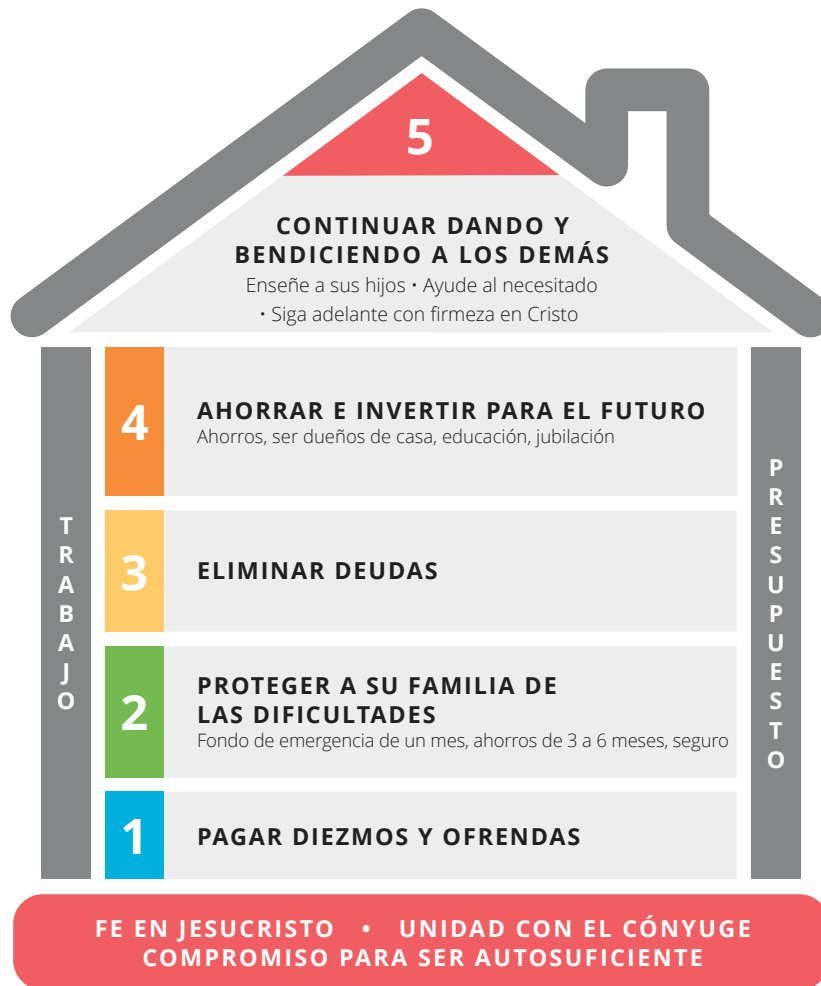 5
CONTINUAR DANDO Y
BENDICIENDO A LOS DEMÁS
Enseñe a sus hijos • Ayude al necesitado
• Siga adelante con firmeza en Cristo
4
AHORRAR E INVERTIR PARA EL FUTURO
Ahorros, ser dueños de casa, educación, jubilación
3
ELIMINAR DEUDAS
2
PROTEGER A SU FAMILIA DE
LAS DIFICULTADES
Fondo de emergencia de un mes, ahorros de 3 a 6 meses, seguro
1
PAGAR DIEZMOS Y OFRENDAS
TRABAJO
PRESUPUESTO
FE EN JESUCRISTO • UNIDAD CON EL CÓNYUGE
COMPROMISO PARA SER AUTOSUFICIENTE